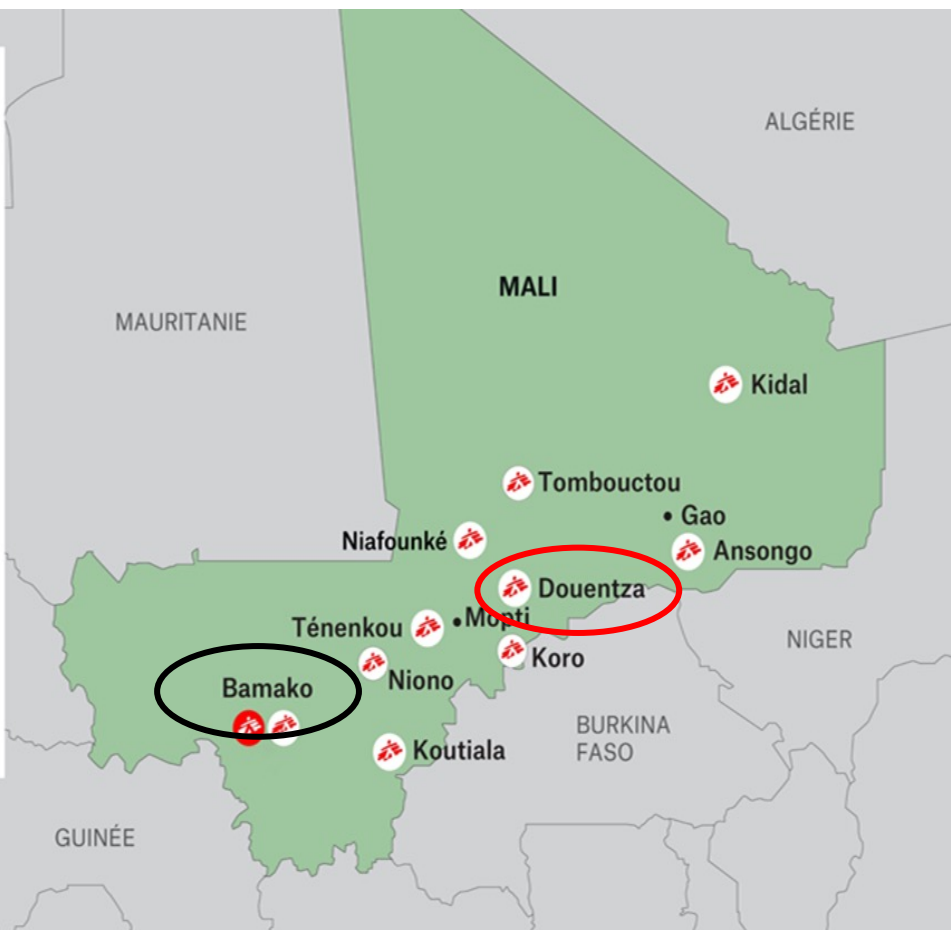 ALGÉRIE
MALI
MAURITANIE
Kidal
Tombouctou
Gao
Niafounké
Ansongo
Douentza
Mopti
Ténenkou
NIGER
Koro
Niono
Bamako
BURKINA
FASO
Koutiala
GUINÉE